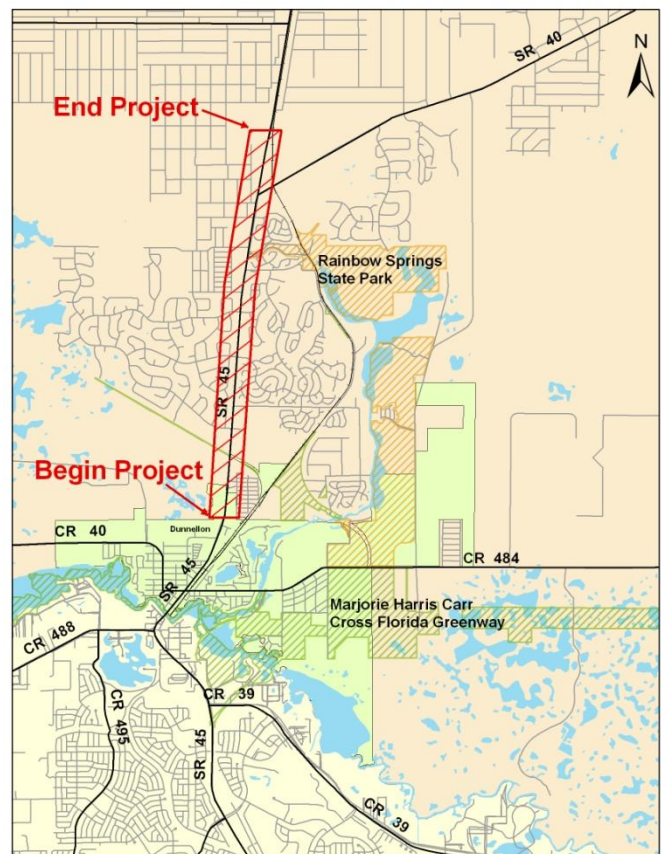 SR 40
N
End Project
Rainbow Springs
State Park
SR 45
Begin Project
Dunnellon
CR 40
SR 45
CR 484
Marjorie Harris Carr
Cross Florida Greenway
CR 488
CR 39
CR 495
SR 45
CR 39